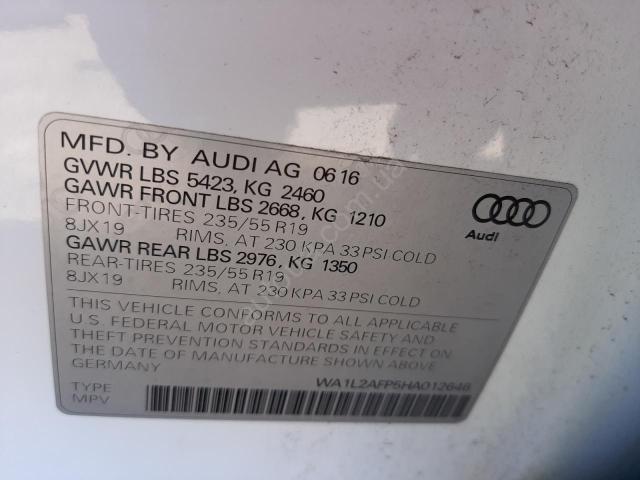 MFD. BY AUDI AG 06 16
GVWR LBS 5423, KG 2460
GAWR FRONT LBS 2668, KG 1210
FRONT-TIRES 235/55 R19
8JX19 RIMS, AT 230 KPA 33 PSI COLD
GAWR REAR LBS 2976, KG 1350
REAR-TIRES 235/55 R19
8JX19 RIMS, AT 230 KPA 33 PSI COLD
THIS VEHICLE CONFORMS TO ALL APPLICABLE
U.S. FEDERAL MOTOR VEHICLE SAFETY AND
THEFT PREVENTION STANDARDS IN EFFECT ON
THE DATE OF MANUFACTURE SHOWN ABOVE
GERMANY
WA1L2AFP5HA012646
TYPE
MPV
Audi